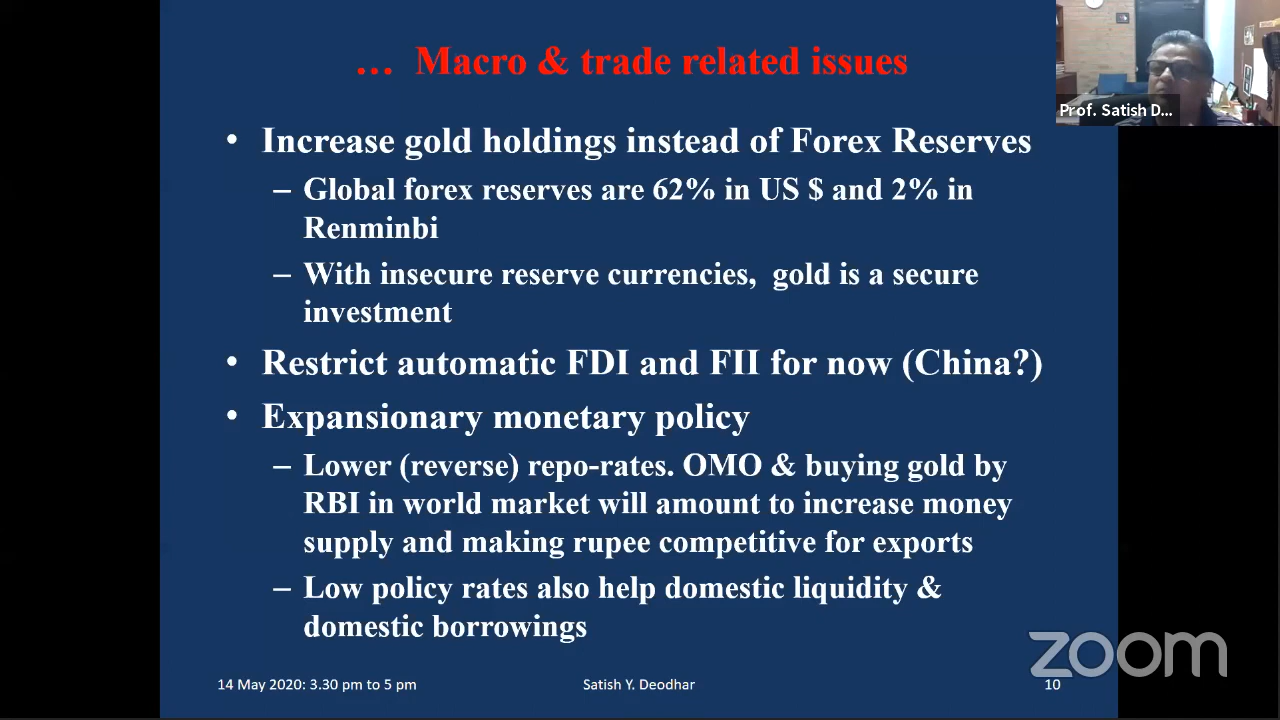 … Macro & trade related issues
Prof. Satish D...
• Increase gold holdings instead of Forex Reserves
– Global forex reserves are 62% in US $ and 2% in
Renminbi
– With insecure reserve currencies, gold is a secure
investment
• Restrict automatic FDI and FII for now (China?)
• Expansionary monetary policy
– Lower (reverse) repo-rates. OMO & buying gold by
RBI in world market will amount to increase money
supply and making rupee competitive for exports
– Low policy rates also help domestic liquidity &
domestic borrowings
zoom
14 May 2020: 3.30 pm to 5 pm
Satish Y. Deodhar
10